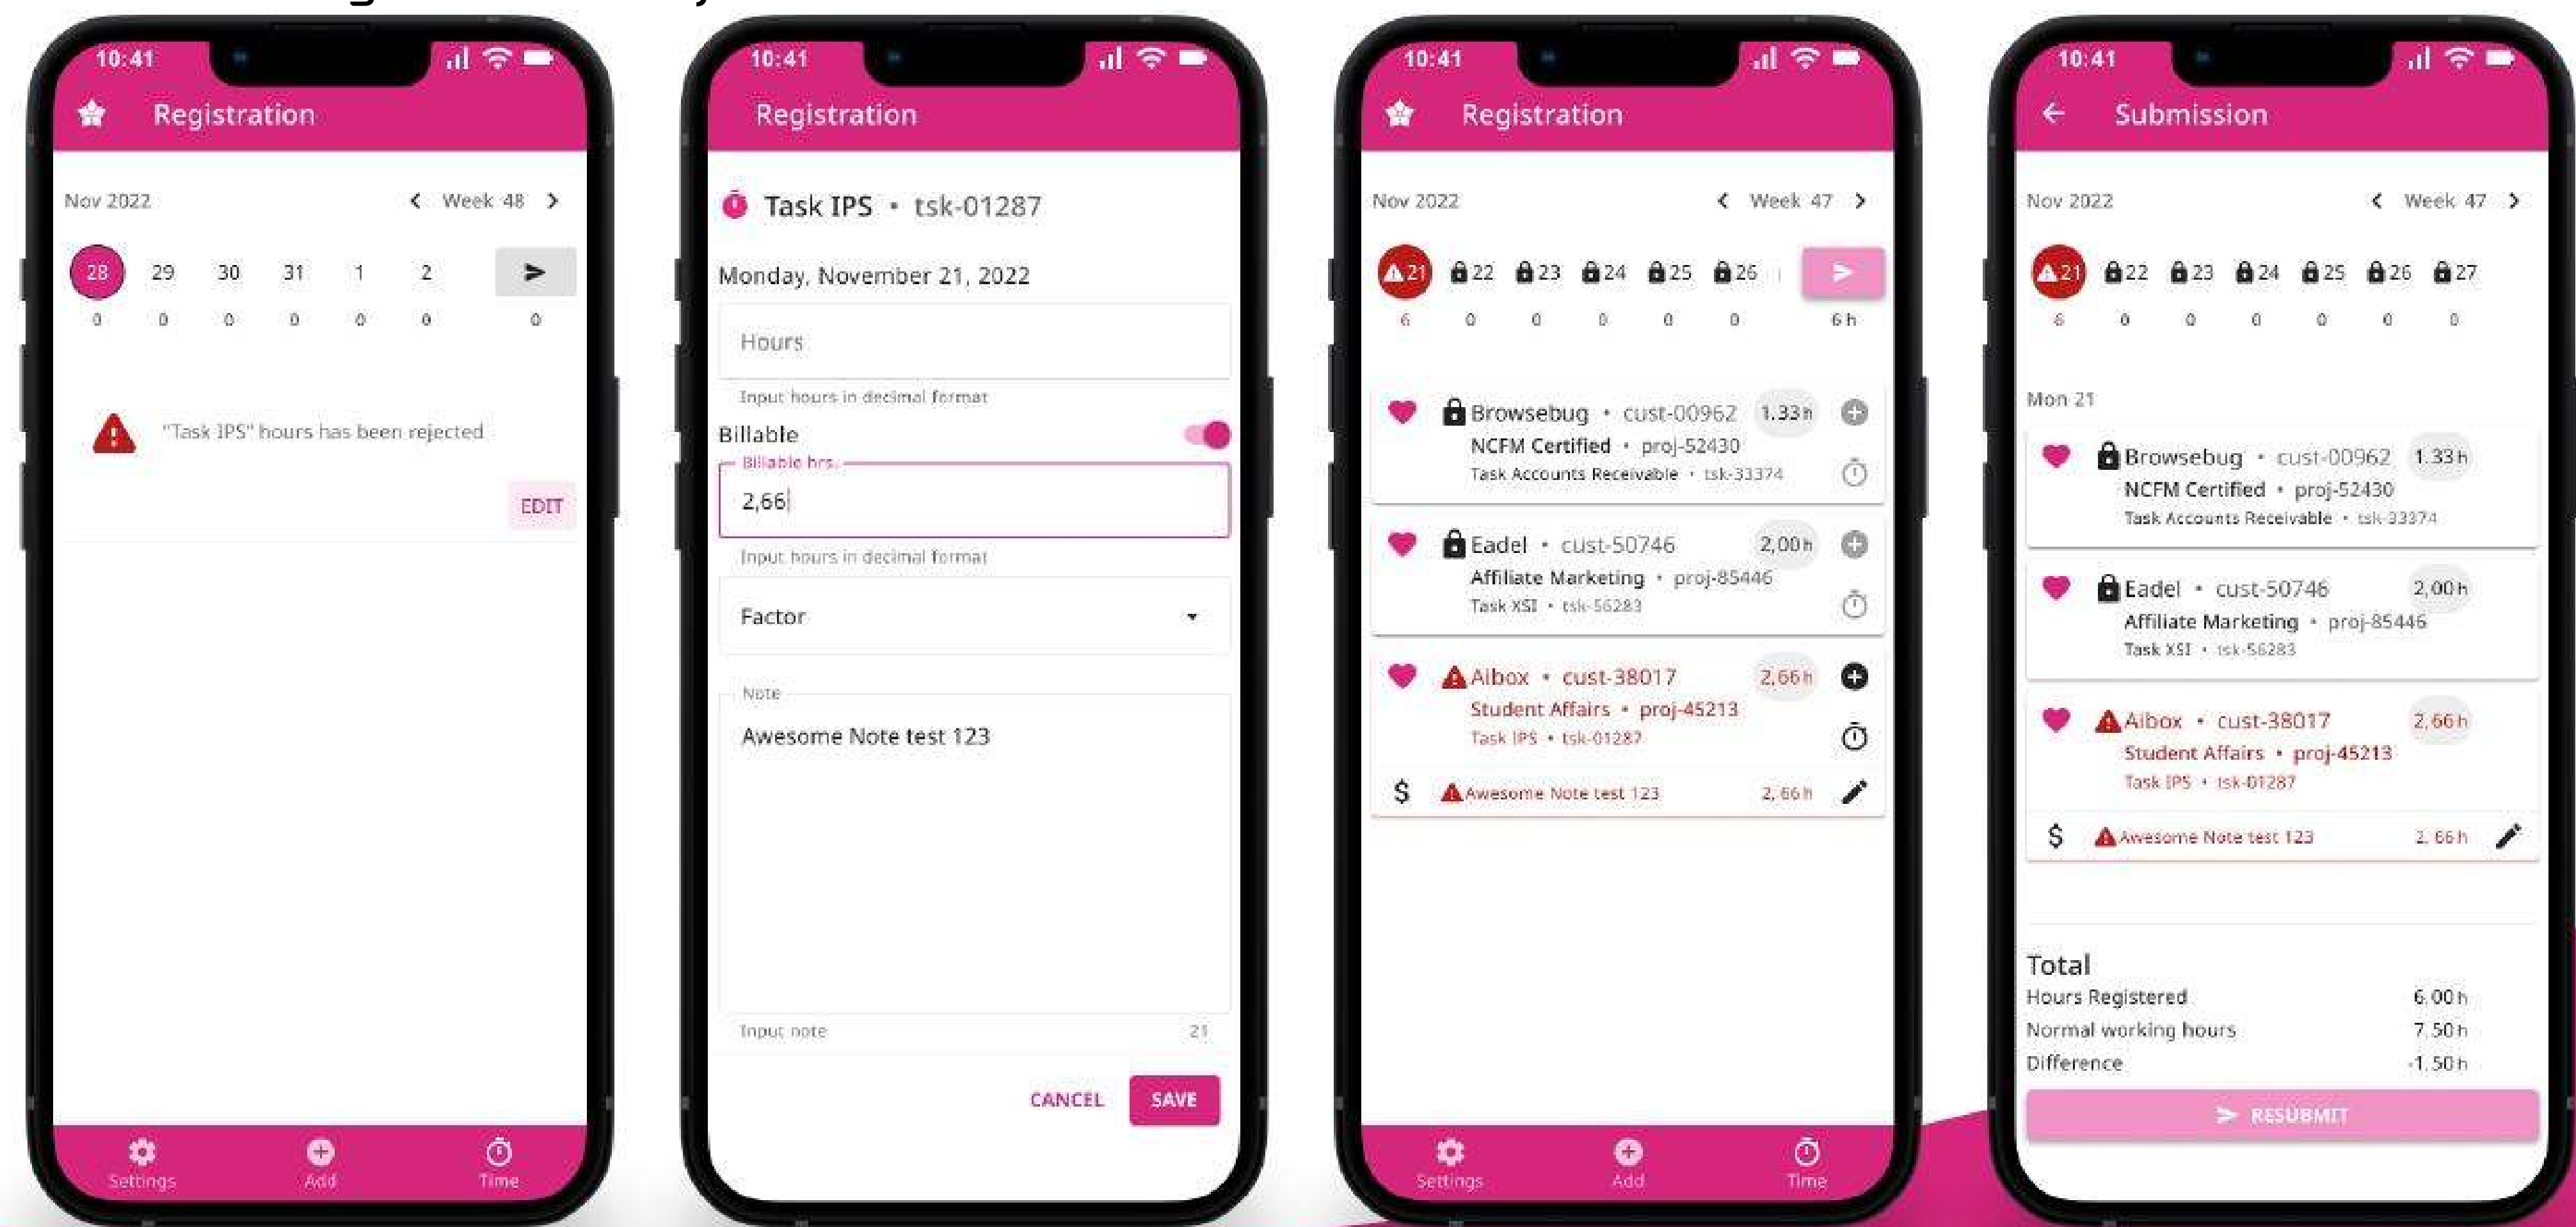 10:41
Registration
Nov 2022 Week 48
28 29 30 31 1 2
0 0 0 0 0 0 0
"Task IPS" hours has been rejected
EDIT
Settings Add Time
10:41
Registration
Task IPS • tsk-01287
Monday, November 21, 2022
Hours
Input hours in decimal format
Billable
Billable hrs.
2,66
Input hours in decimal format
Factor
Note
Awesome Note test 123
Input note 21
CANCEL SAVE
10:41
Registration
Nov 2022 Week 47
21 22 23 24 25 26
6 0 0 0 0 0 6 h
Browsebug • cust-00962 1.33 h
NCFM Certified • proj-52430
Task Accounts Receivable • tsk-33374
Eadel • cust-50746 2,00 h
Affiliate Marketing • proj-85446
Task XSI • tsk-56283
Aibox • cust-38017 2,66 h
Student Affairs • proj-45213
Task IPS • tsk-01287
$ Awesome Note test 123 2, 66 h
Settings Add Time
10:41
Submission
Nov 2022 Week 47
21 22 23 24 25 26 27
6 0 0 0 0 0 0
Mon 21
Browsebug • cust-00962 1.33 h
NCFM Certified • proj-52430
Task Accounts Receivable • tsk-33374
Eadel • cust-50746 2,00 h
Affiliate Marketing • proj-85446
Task XSI • tsk-56283
Aibox • cust-38017 2,66 h
Student Affairs • proj-45213
Task IPS • tsk-01287
$ Awesome Note test 123 2, 66 h
Total
Hours Registered 6,00 h
Normal working hours 7,50 h
Difference -1,50 h
RESUBMIT